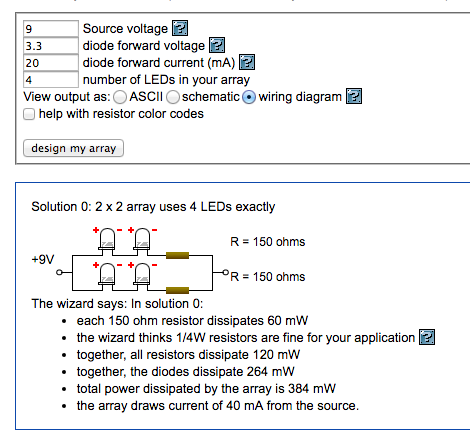 9 Source voltage ?
3.3 diode forward voltage ?
20 diode forward current (mA) ?
4 number of LEDs in your array
View output as: ASCII schematic wiring diagram ?
help with resistor color codes
design my array
Solution 0: 2 x 2 array uses 4 LEDs exactly
+ - + -
R = 150 ohms
+9V
+ - + -
R = 150 ohms
The wizard says: In solution 0:
• each 150 ohm resistor dissipates 60 mW
• the wizard thinks 1/4W resistors are fine for your application ?
• together, all resistors dissipate 120 mW
• together, the diodes dissipate 264 mW
• total power dissipated by the array is 384 mW
• the array draws current of 40 mA from the source.